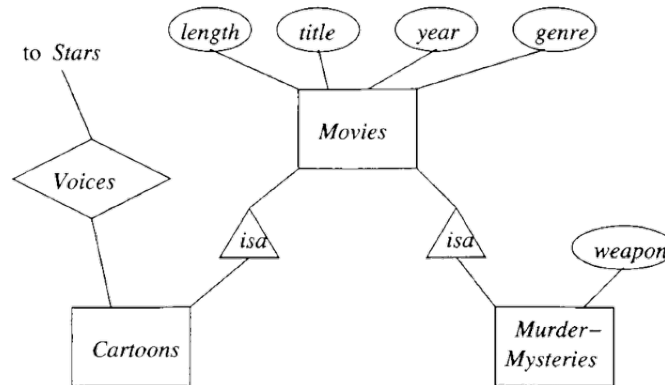 length
title
year
genre
to Stars
Movies
Voices
isa
isa
weapon
Cartoons
Murder–
Mysteries